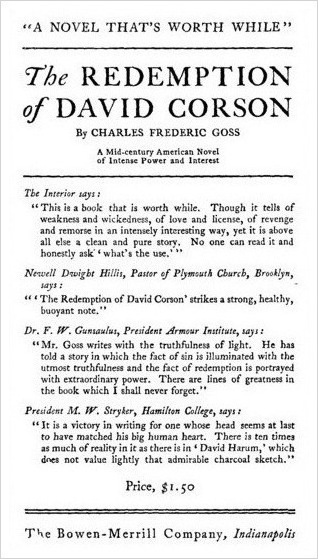 "A NOVEL THAT'S WORTH WHILE"
The REDEMPTION
of DAVID CORSON
By CHARLES FREDERIC GOSS
A Mid-century American Novel
of Intense Power and Interest
The Interior says:
"This is a book that is worth while. Though it tells of
weakness and wickedness, of love and license, of revenge
and remorse in an intensely interesting way, yet it is above
all else a clean and pure story. No one can read it and
honestly ask 'what's the use.'"
Newell Dwight Hillis, Pastor of Plymouth Church, Brooklyn,
says:
"'The Redemption of David Corson' strikes a strong, healthy,
buoyant note."
Dr. F. W. Gunsaulus, President Armour Institute, says:
"Mr. Goss writes with the truthfulness of light. He has
told a story in which the fact of sin is illuminated with the
utmost truthfulness and the fact of redemption is portrayed
with extraordinary power. There are lines of greatness in
the book which I shall never forget."
President M. W. Stryker, Hamilton College, says:
"It is a victory in writing for one whose head seems at last
to have matched his big human heart. There is ten times
as much of reality in it as there is in 'David Harum,' which
does not value lightly that admirable charcoal sketch."
Price, $1.50
The Bowen-Merrill Company, Indianapolis